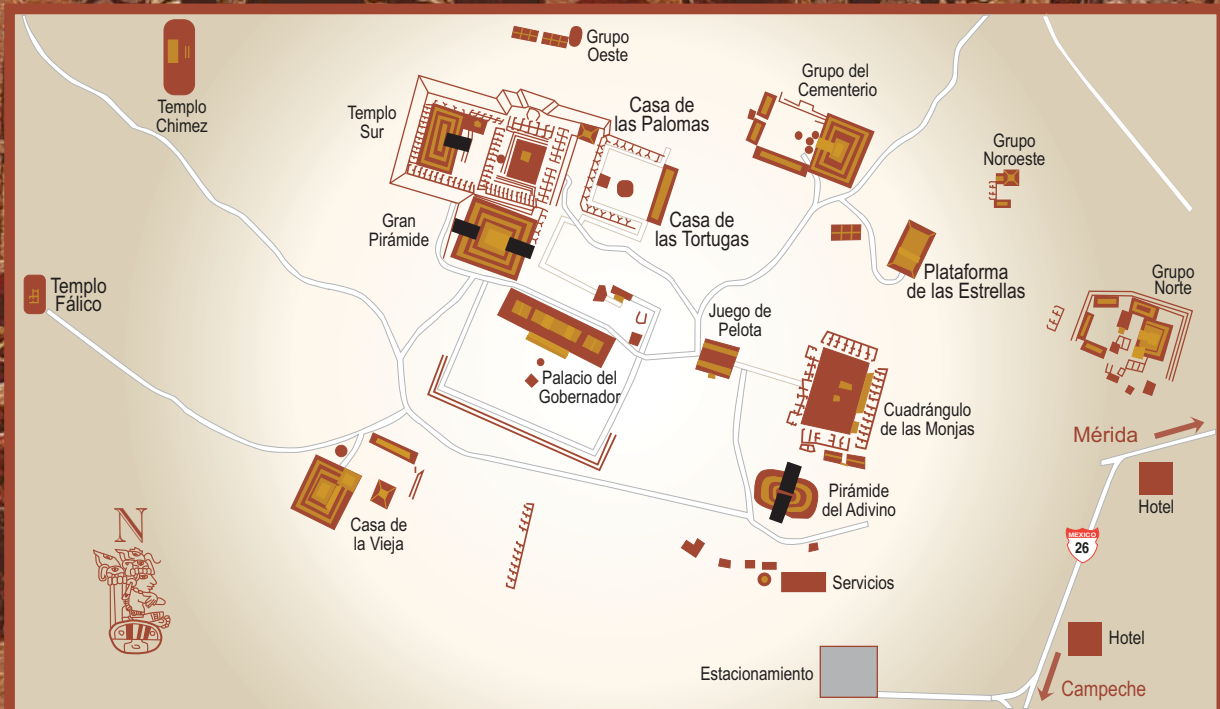 Grupo
Oeste
Templo
Chimez
Templo
Sur
Casa de
las Palomas
Grupo del
Cementerio
Grupo
Noroeste
Gran
Pirámide
Casa de
las Tortugas
Plataforma
de las Estrellas
Grupo
Norte
Templo
Fálico
Juego de
Pelota
Palacio del
Gobernador
Cuadrángulo
de las Monjas
Mérida
Hotel
Pirámide
del Adivino
Casa de
la Vieja
N
MEXICO
26
Servicios
Hotel
Estacionamiento
Campeche